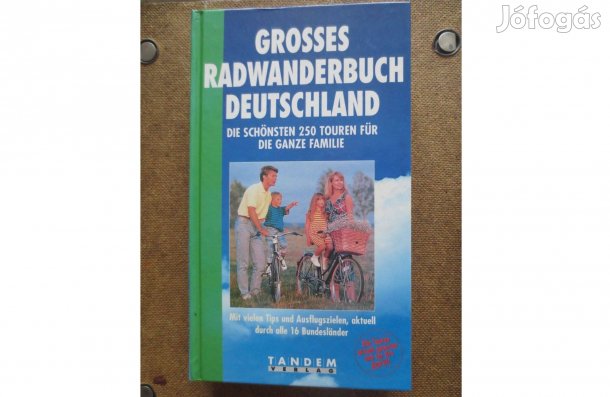 Jófogás
GROSSES
RADWANDERBUCH
DEUTSCHLAND
DIE SCHÖNSTEN 250 TOUREN FÜR
DIE GANZE FAMILIE
Mit vielen Tips und Ausflugszielen, aktuell
durch alle 16 Bundesländer
TANDEM
VERLAG